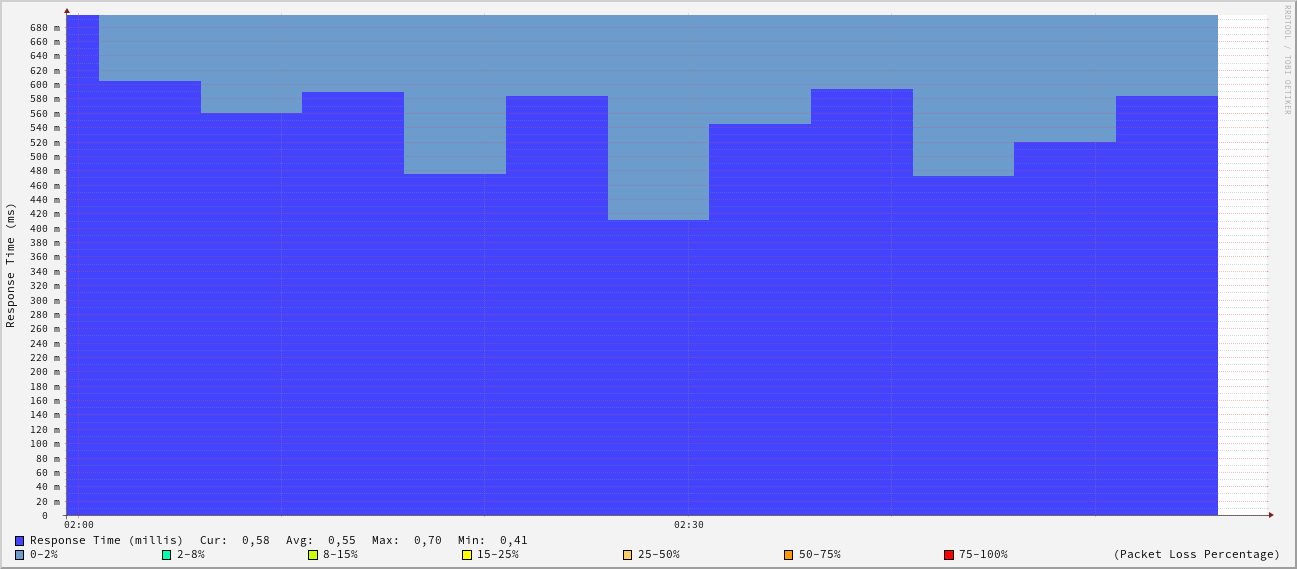 RRDTOOL / TOBI OETIKER
Response Time (ms)
680 m
660 m
640 m
620 m
600 m
580 m
560 m
540 m
520 m
500 m
480 m
460 m
440 m
420 m
400 m
380 m
360 m
340 m
320 m
300 m
280 m
260 m
240 m
220 m
200 m
180 m
160 m
140 m
120 m
100 m
80 m
60 m
40 m
20 m
0
02:00 02:30
Response Time (millis) Cur: 0,58 Avg: 0,55 Max: 0,70 Min: 0,41
0-2% 2-8% 8-15% 15-25% 25-50% 50-75% 75-100% (Packet Loss Percentage)